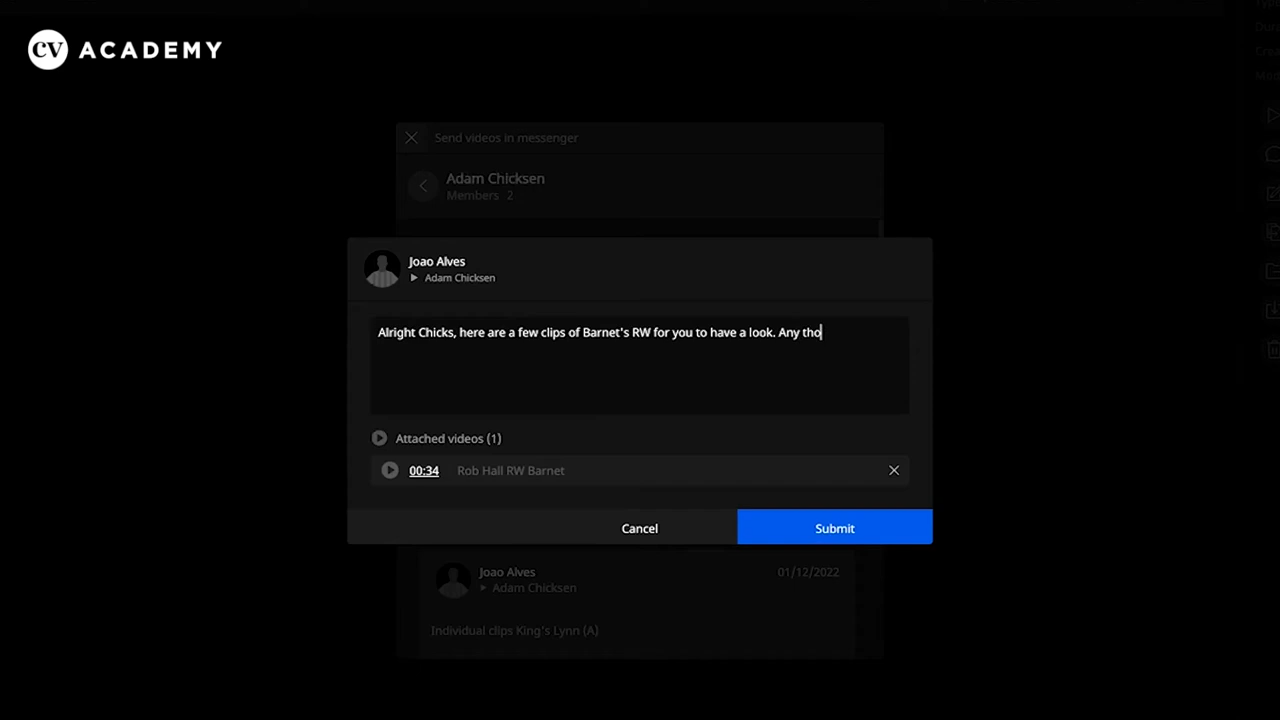 CV ACADEMY
Send videos in messenger
Adam Chicksen
Members 2
Joao Alves
Adam Chicksen
Alright Chicks, here are a few clips of Barnet's RW for you to have a look. Any tho
Attached videos (1)
00:34 Rob Hall RW Barnet
Cancel Submit
Joao Alves 01/12/2022
Adam Chicksen
Individual clips King's Lynn (A)